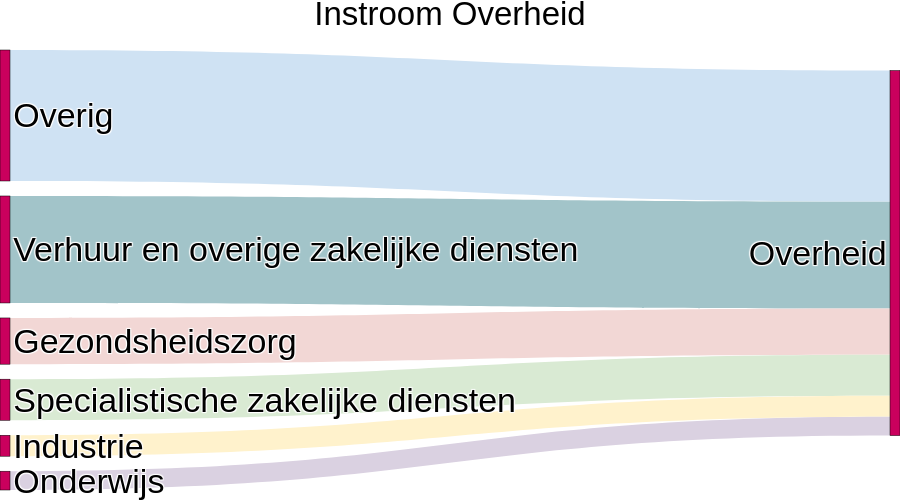 Instroom Overheid
Overig
Verhuur en overige zakelijke diensten
Overheid
Gezondsheidszorg
Specialistische zakelijke diensten
Industrie
Onderwijs